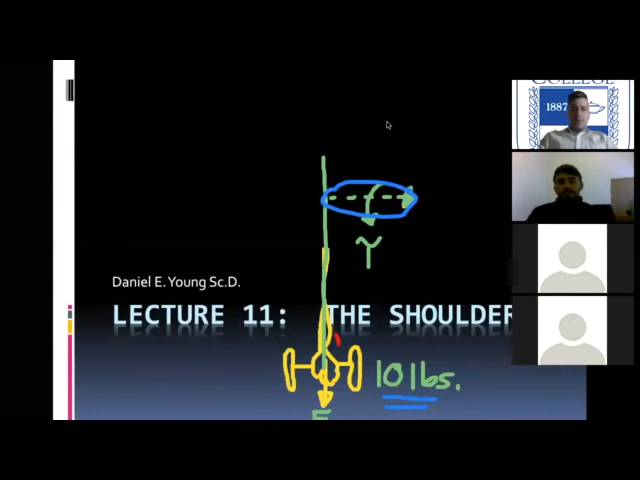 COLLEGE
1887
Daniel E. Young Sc.D.
LECTURE 11: THE SHOULDER
10 lbs.
F